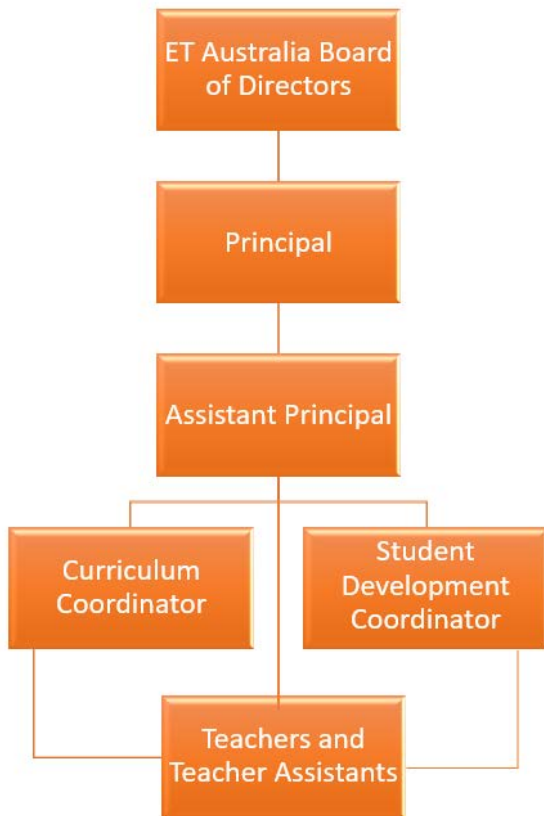 ET Australia Board
of Directors
Principal
Assistant Principal
Curriculum
Coordinator
Student
Development
Coordinator
Teachers and
Teacher Assistants